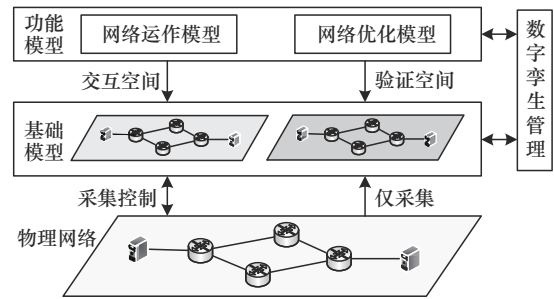 功能
模型
网络运作模型
网络优化模型
交互空间
验证空间
基础
模型
采集控制
仅采集
物理网络
数
字
孪
生
管
理